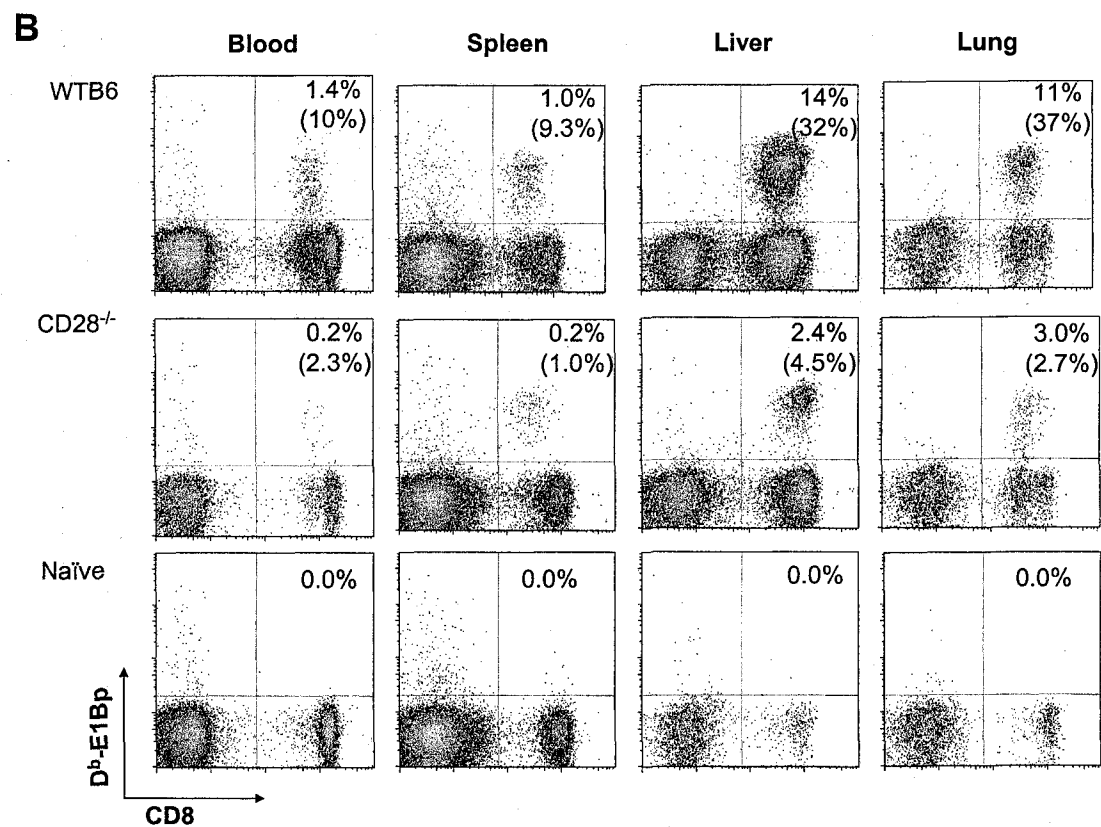 B
Blood Spleen Liver Lung
WTB6
1.4%
(10%)
1.0%
(9.3%)
14%
(32%)
11%
(37%)
CD28-/-
0.2%
(2.3%)
0.2%
(1.0%)
2.4%
(4.5%)
3.0%
(2.7%)
Naïve
0.0%
0.0%
0.0%
0.0%
Db-E1Bp
CD8